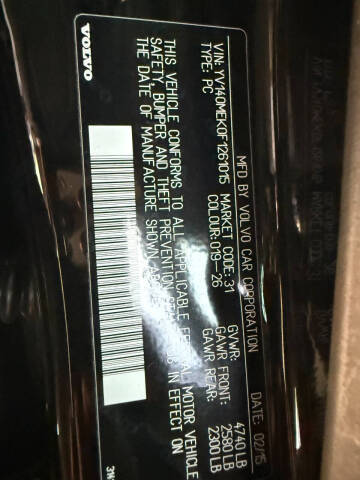 VOLVO
MFD BY VOLVO CAR CORPORATION DATE: 02/15
GVWR: 4740 LB
GAWR FRONT: 2580 LB
GAWR REAR: 2300 LB
VIN: YV140MEK0F1261015 MARKET CODE: 31
TYPE: PC COLOUR: 019-26
THIS VEHICLE CONFORMS TO ALL APPLICABLE FEDERAL MOTOR VEHICLE
SAFETY, BUMPER AND THEFT PREVENTION IN EFFECT ON
THE DATE OF MANUFACTURE SHOWN